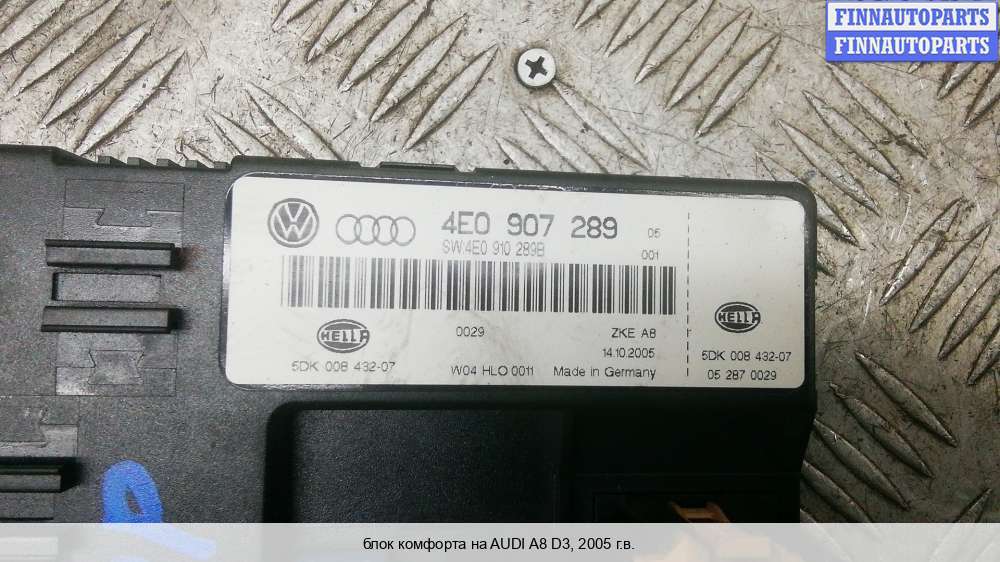 FINNAUTOPARTS
FINNAUTOPARTS
4E0 907 289 05
SW:4E0 910 289B 001
HELLA
0029 ZKE A8
14.10.2005
5DK 008 432-07 W04 HLO 0011 Made in Germany
HELLA
5DK 008 432-07
05 287 0029
блок комфорта на AUDI A8 D3, 2005 г.в.